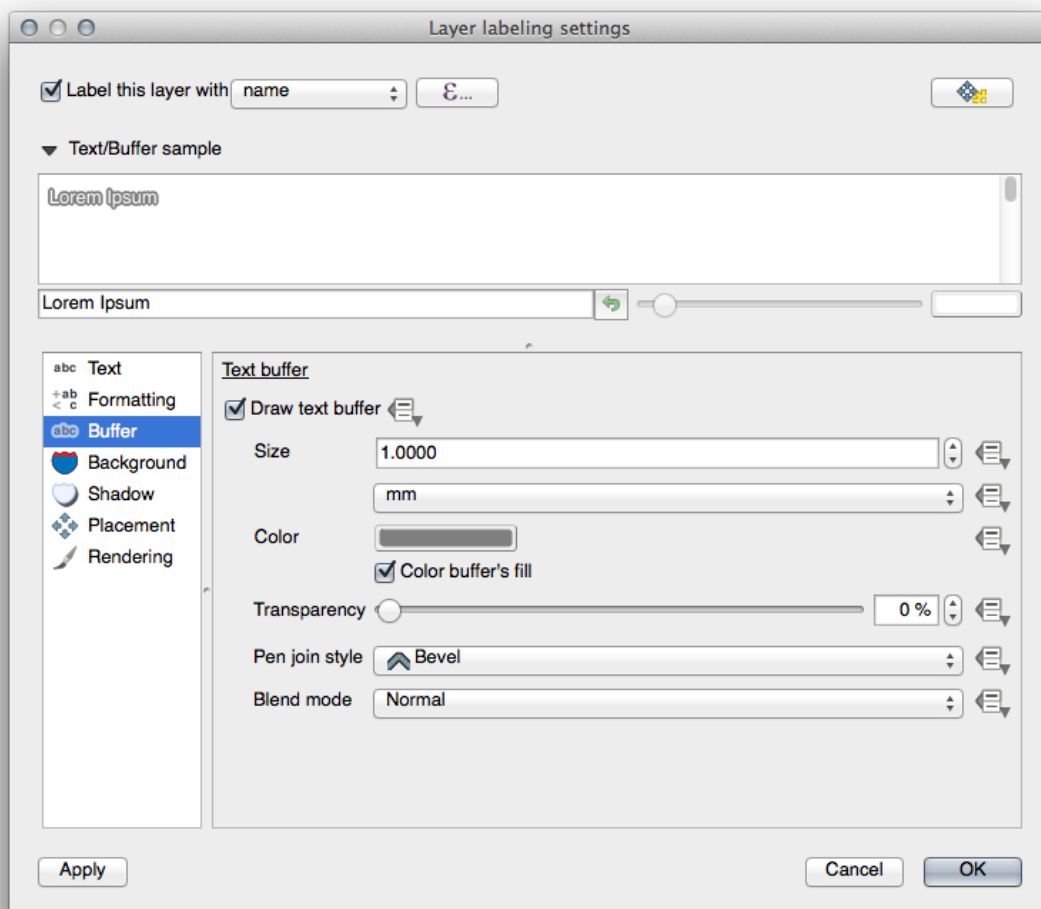 Layer labeling settings
Label this layer with name ε...
Text/Buffer sample
Lorem Ipsum
Lorem Ipsum
abc Text
+ab < c Formatting
abc Buffer
Background
Shadow
Placement
Rendering
Text buffer
Draw text buffer
Size 1.0000
mm
Color
Color buffer's fill
Transparency 0 %
Pen join style Bevel
Blend mode Normal
Apply Cancel OK